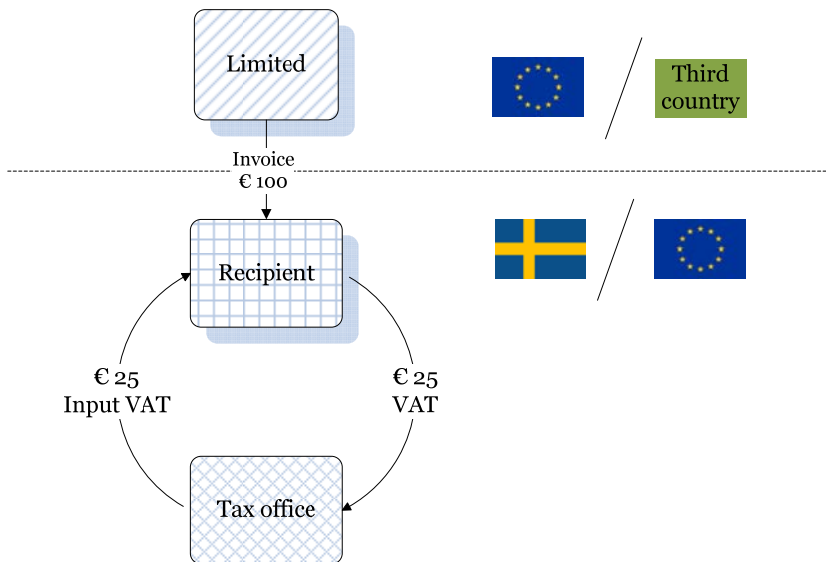 Limited
Third
country
Invoice
€ 100
Recipient
€ 25
Input VAT
€ 25
VAT
Tax office